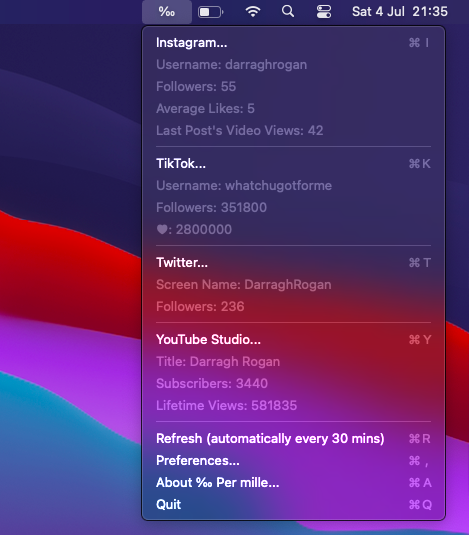 ‰ Sat 4 Jul 21:35
Instagram... ⌘ I
Username: darraghrogan
Followers: 55
Average Likes: 5
Last Post's Video Views: 42
TikTok... ⌘ K
Username: whatchugotforme
Followers: 351800
♥: 2800000
Twitter... ⌘ T
Screen Name: DarraghRogan
Followers: 236
YouTube Studio... ⌘ Y
Title: Darragh Rogan
Subscribers: 3440
Lifetime Views: 581835
Refresh (automatically every 30 mins) ⌘ R
Preferences... ⌘ ,
About ‰ Per mille... ⌘ A
Quit ⌘ Q